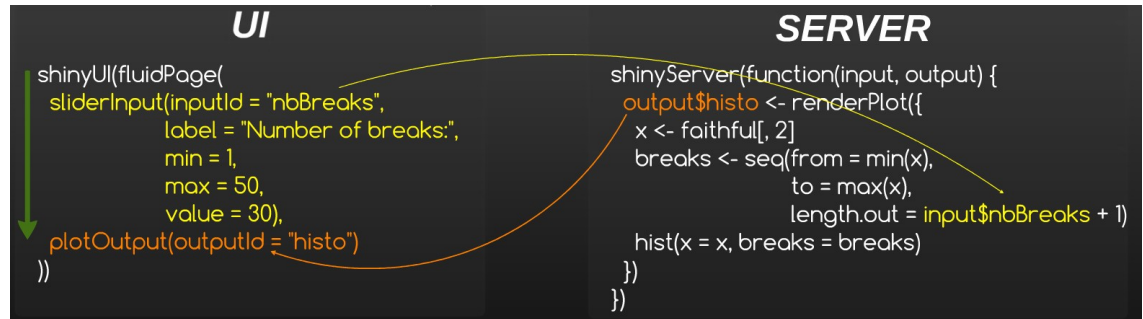 UI
shinyUI(fluidPage(
sliderInput(inputId = "nbBreaks",
label = "Number of breaks:",
min = 1,
max = 50,
value = 30),
plotOutput(outputId = "histo")
))
SERVER
shinyServer(function(input, output) {
output$histo <- renderPlot({
x <- faithful[, 2]
breaks <- seq(from = min(x),
to = max(x),
length.out = input$nbBreaks + 1)
hist(x = x, breaks = breaks)
})
})